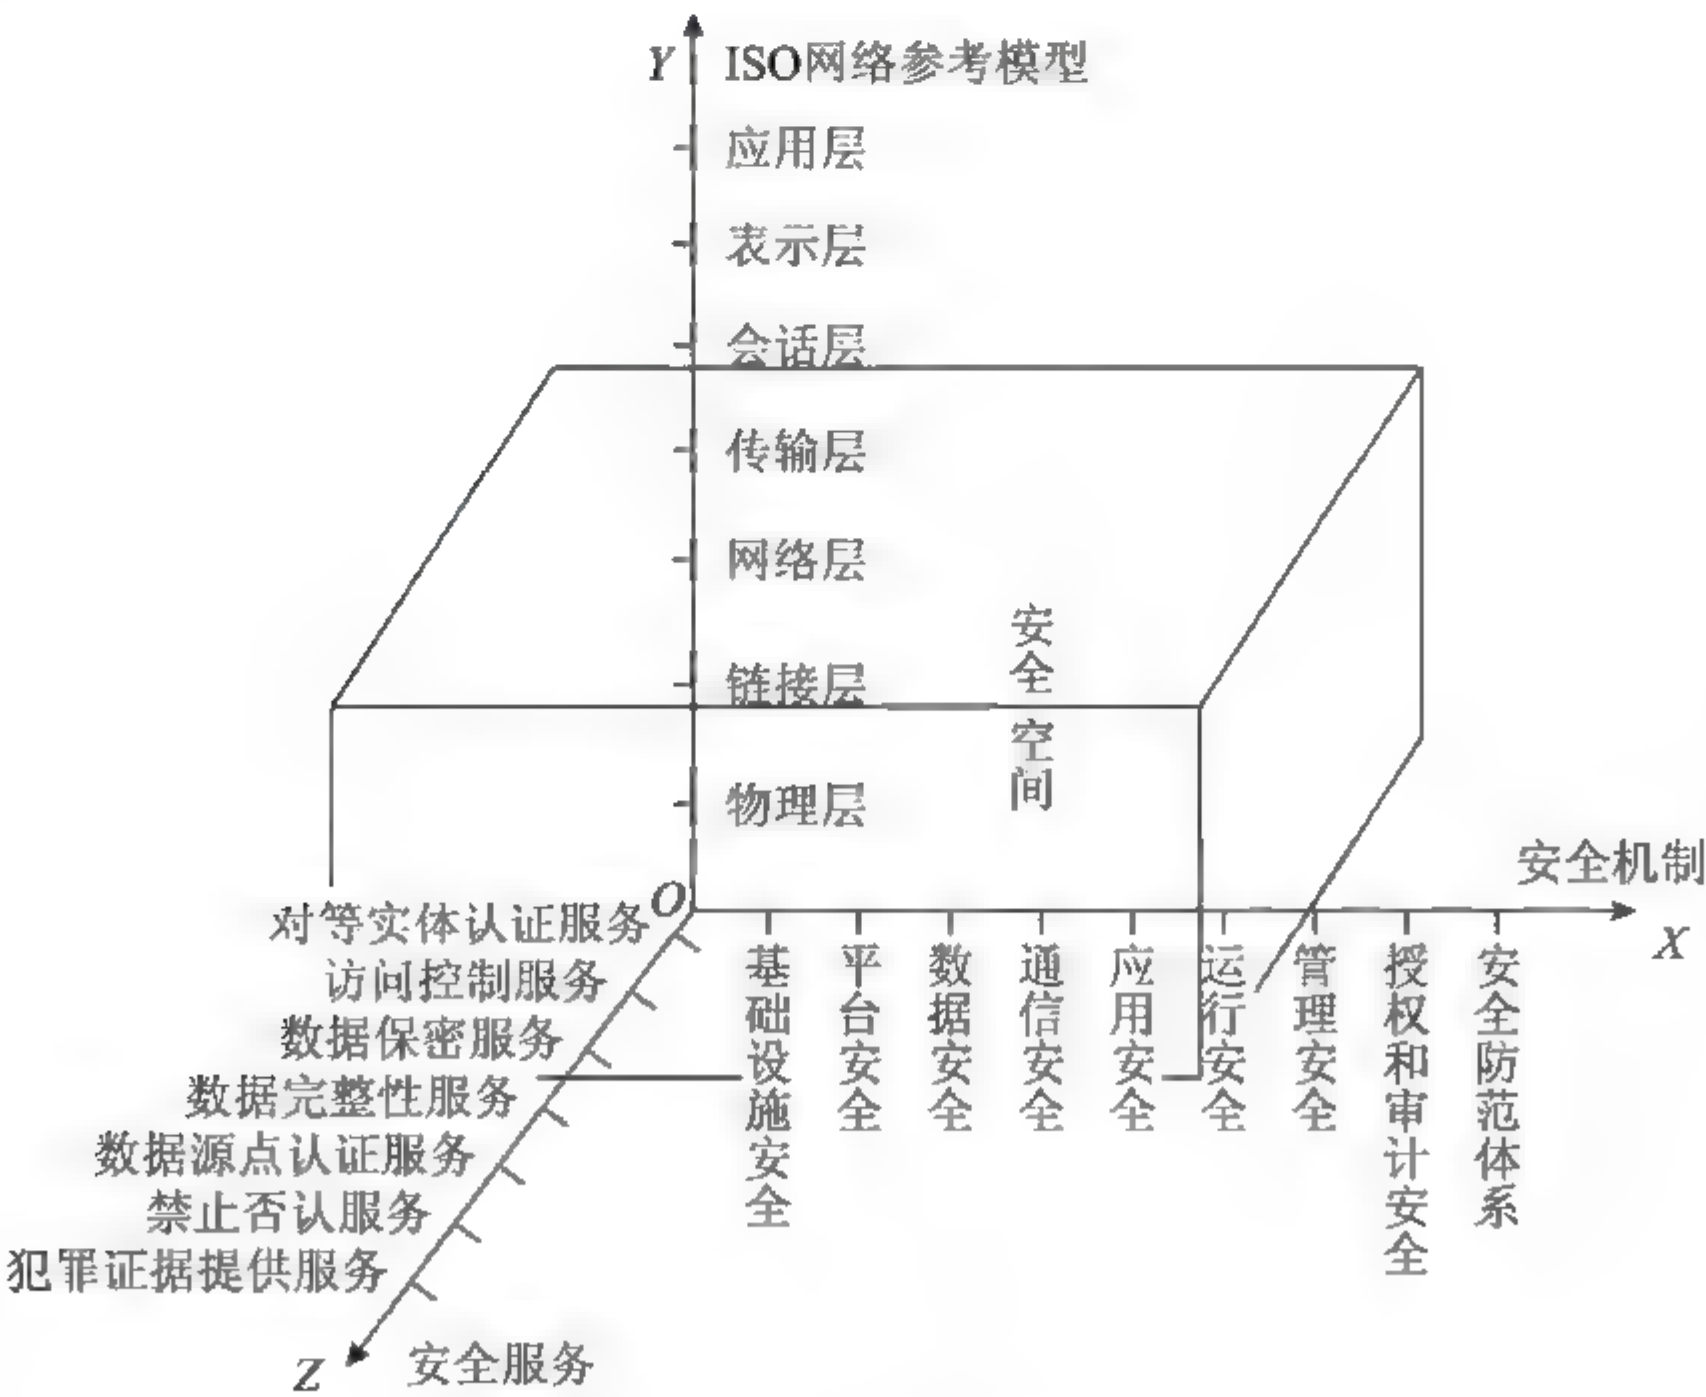 Y
ISO网络参考模型
应用层
表示层
会话层
传输层
网络层
链接层
物理层
安全空间
安全机制
X
O
对等实体认证服务
访问控制服务
数据保密服务
数据完整性服务
数据源点认证服务
禁止否认服务
犯罪证据提供服务
Z
安全服务
基础设施安全
平台安全
数据安全
通信安全
应用安全
运行安全
管理安全
授权和审计安全
安全防范体系